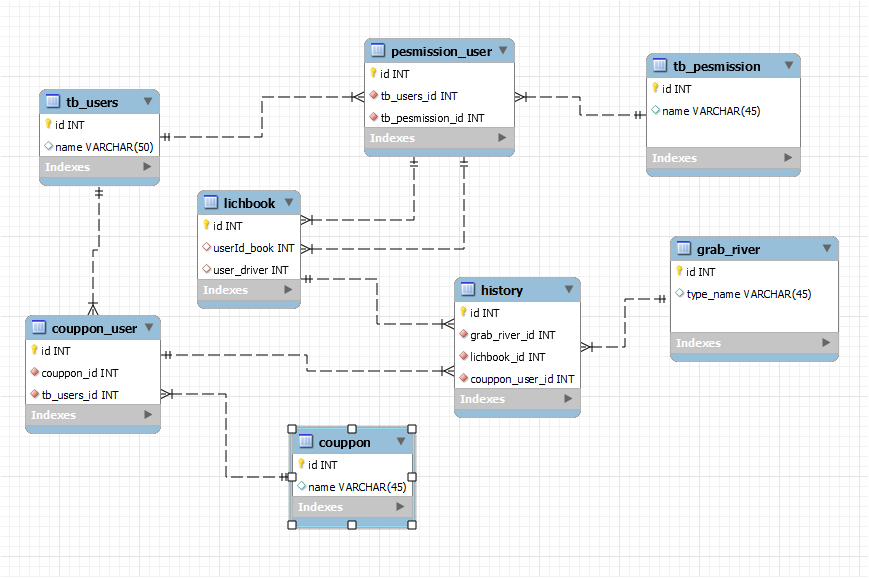 pesmission_user
id INT
tb_users_id INT
tb_pesmission_id INT
Indexes
tb_pesmission
id INT
name VARCHAR(45)
Indexes
tb_users
id INT
name VARCHAR(50)
Indexes
lichbook
id INT
userId_book INT
user_driver INT
Indexes
grab_river
id INT
type_name VARCHAR(45)
Indexes
history
id INT
grab_river_id INT
lichbook_id INT
couppon_user_id INT
Indexes
couppon_user
id INT
couppon_id INT
tb_users_id INT
Indexes
couppon
id INT
name VARCHAR(45)
Indexes